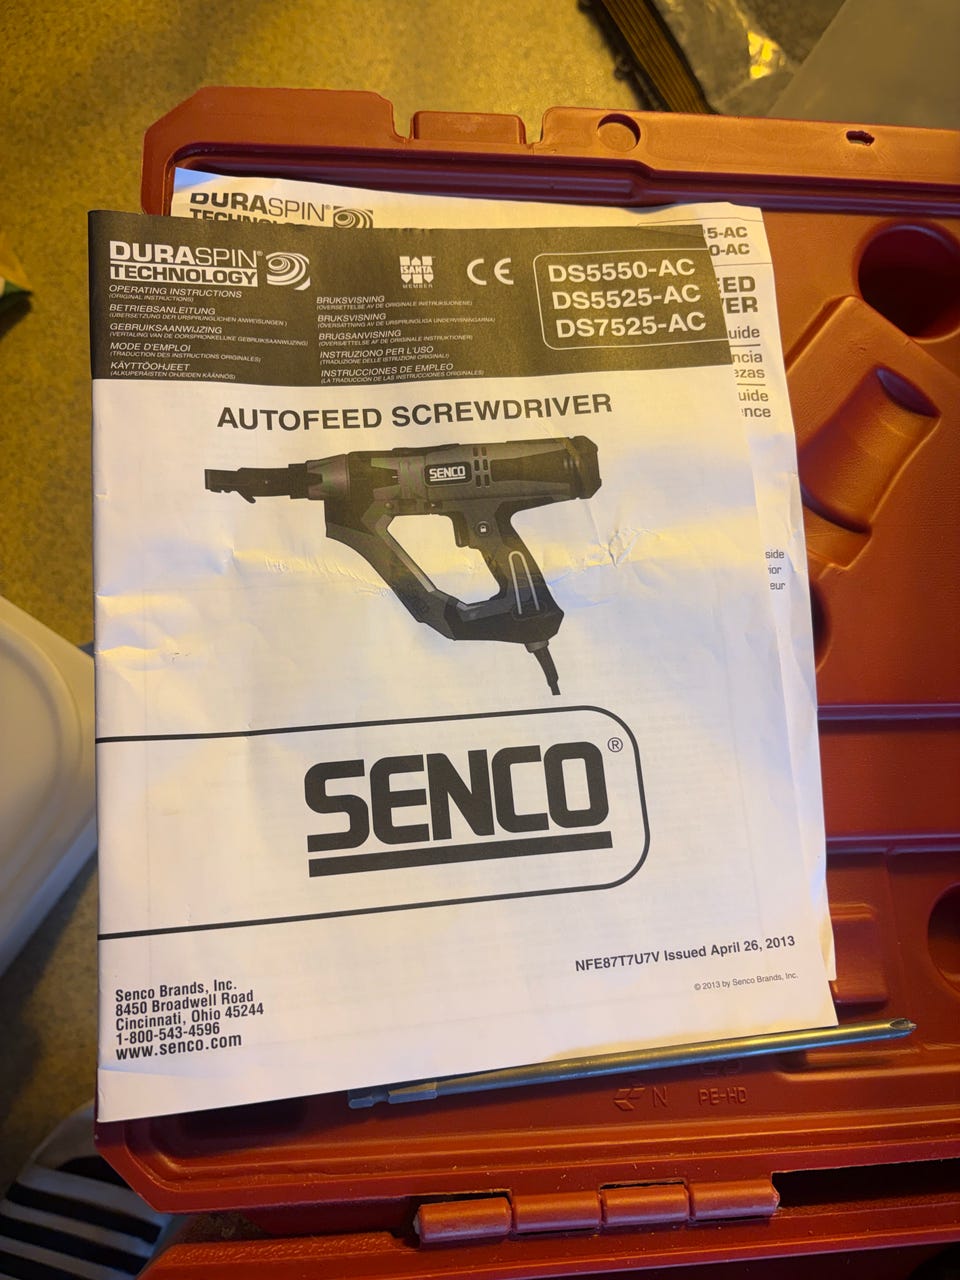 DURASPIN®
TECHNOLOGY
5-AC
0-AC
ED
ER
uide
ncia
ezas
uide
ence
side
ior
eur
DURASPIN®
TECHNOLOGY
OPERATING INSTRUCTIONS
(ORIGINAL INSTRUCTIONS)
BETRIEBSANLEITUNG
(ÜBERSETZUNG DER URSPRÜNGLICHEN ANWEISUNGEN )
GEBRUIKSAANWIJZING
(VERTALING VAN DE OORSPRONKELIJKE GEBRUIKSAANWIJZING)
MODE D'EMPLOI
(TRADUCTION DES INSTRUCTIONS ORIGINALES)
KÄYTTÖOHJEET
(ALKUPERÄISTEN OHJEIDEN KÄÄNNÖS)
ISANTA
MEMBER
CE
BRUKSVISNING
(OVERSETTELSE AV DE ORIGINALE INSTRUKSJONENE)
BRUKSVISNING
(ÖVERSÄTTNING AV DE URSPRUNGLIGA UNDERVISNINGARNA)
BRUGSANVISNING
(OVERSÆTTELSE AF DE ORIGINALE INSTRUKTIONER)
INSTRUZIONO PER L'USO
(TRADUZIONE DELLE ISTRUZIONI ORIGINALI)
INSTRUCCIONES DE EMPLEO
(LA TRADUCCIÓN DE LAS INSTRUCCIONES ORIGINALES)
DS5550-AC
DS5525-AC
DS7525-AC
AUTOFEED SCREWDRIVER
SENCO
SENCO®
NFE87T7U7V Issued April 26, 2013
© 2013 by Senco Brands, Inc.
Senco Brands, Inc.
8450 Broadwell Road
Cincinnati, Ohio 45244
1-800-543-4596
www.senco.com
N PE-HD